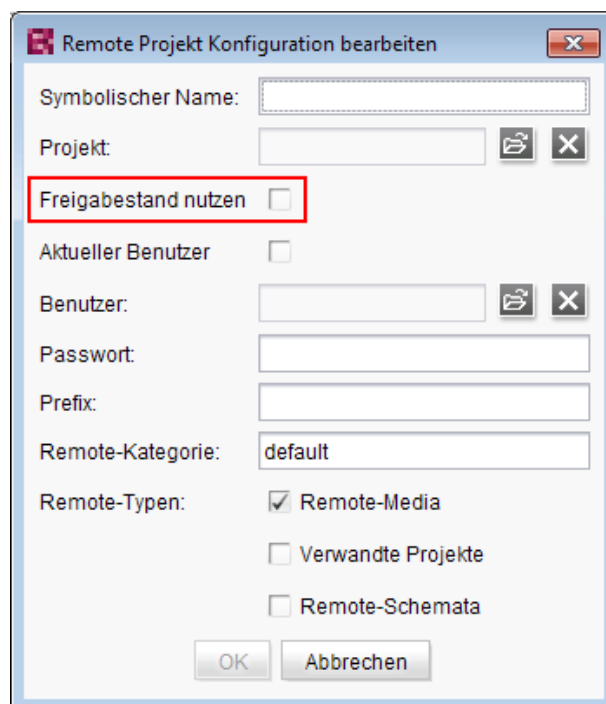 Remote Projekt Konfiguration bearbeiten
Symbolischer Name:
Projekt:
Freigabestand nutzen
Aktueller Benutzer
Benutzer:
Passwort:
Prefix:
Remote-Kategorie: default
Remote-Typen: Remote-Media
Verwandte Projekte
Remote-Schemata
OK Abbrechen